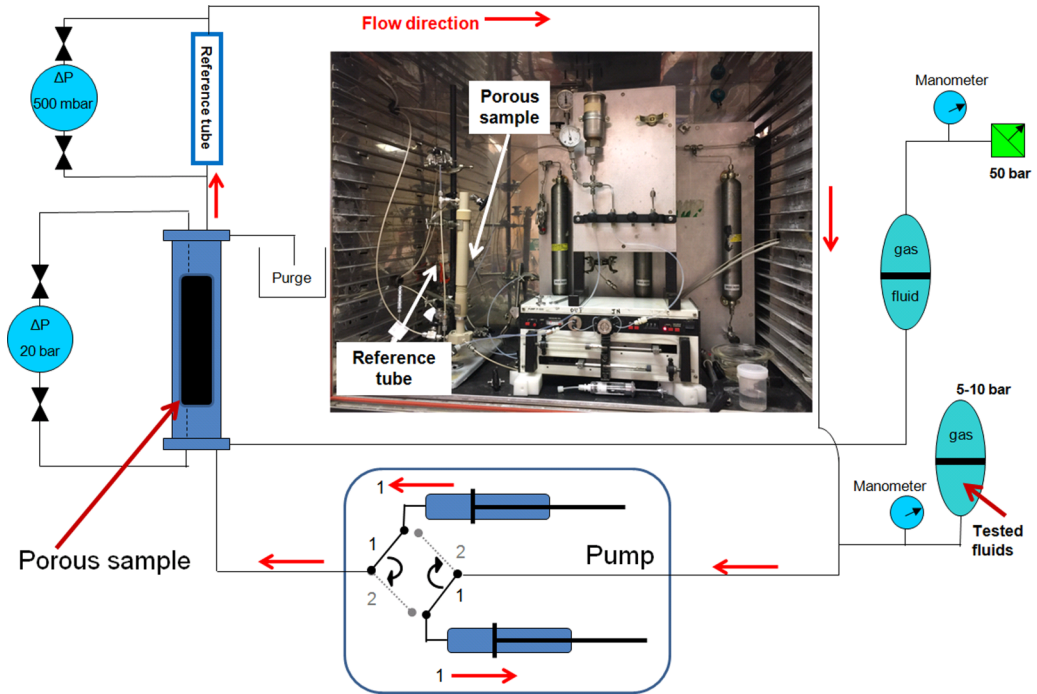 Flow direction
ΔP
500 mbar
Reference tube
Manometer
50 bar
Porous
sample
Purge
gas
fluid
ΔP
20 bar
Reference
tube
5-10 bar
gas
Manometer
Tested
fluids
Porous sample
Pump
1
1
2
2
1
1